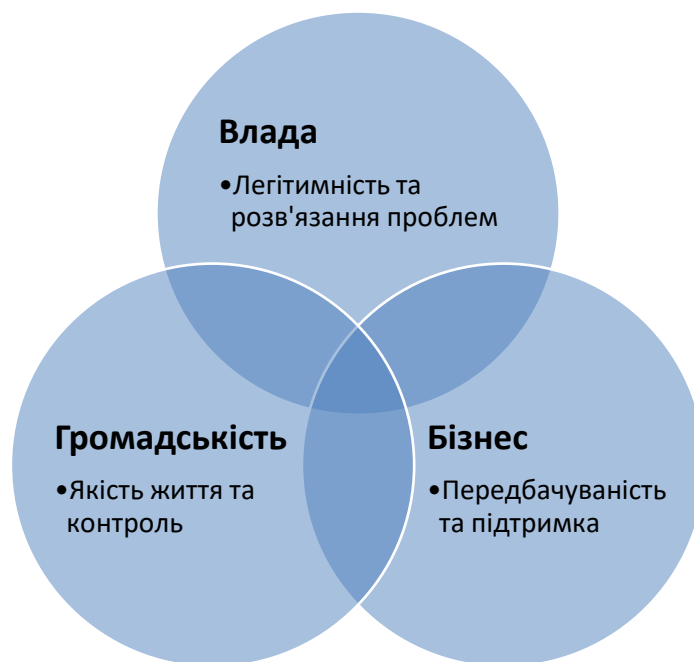 Влада
•Легітимність та
розв'язання проблем
Громадськість
•Якість життя та
контроль
Бізнес
•Передбачуваність
та підтримка